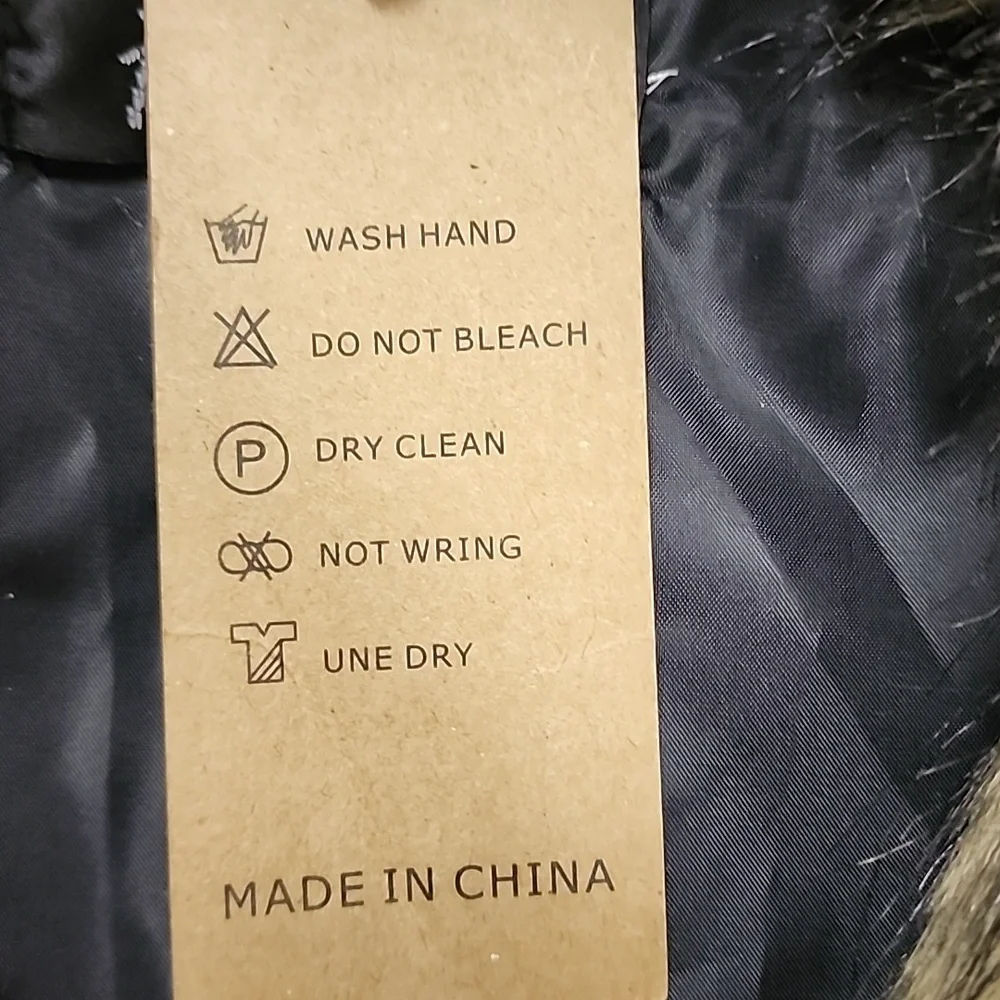 WASH HAND
DO NOT BLEACH
P DRY CLEAN
NOT WRING
UNE DRY
MADE IN CHINA